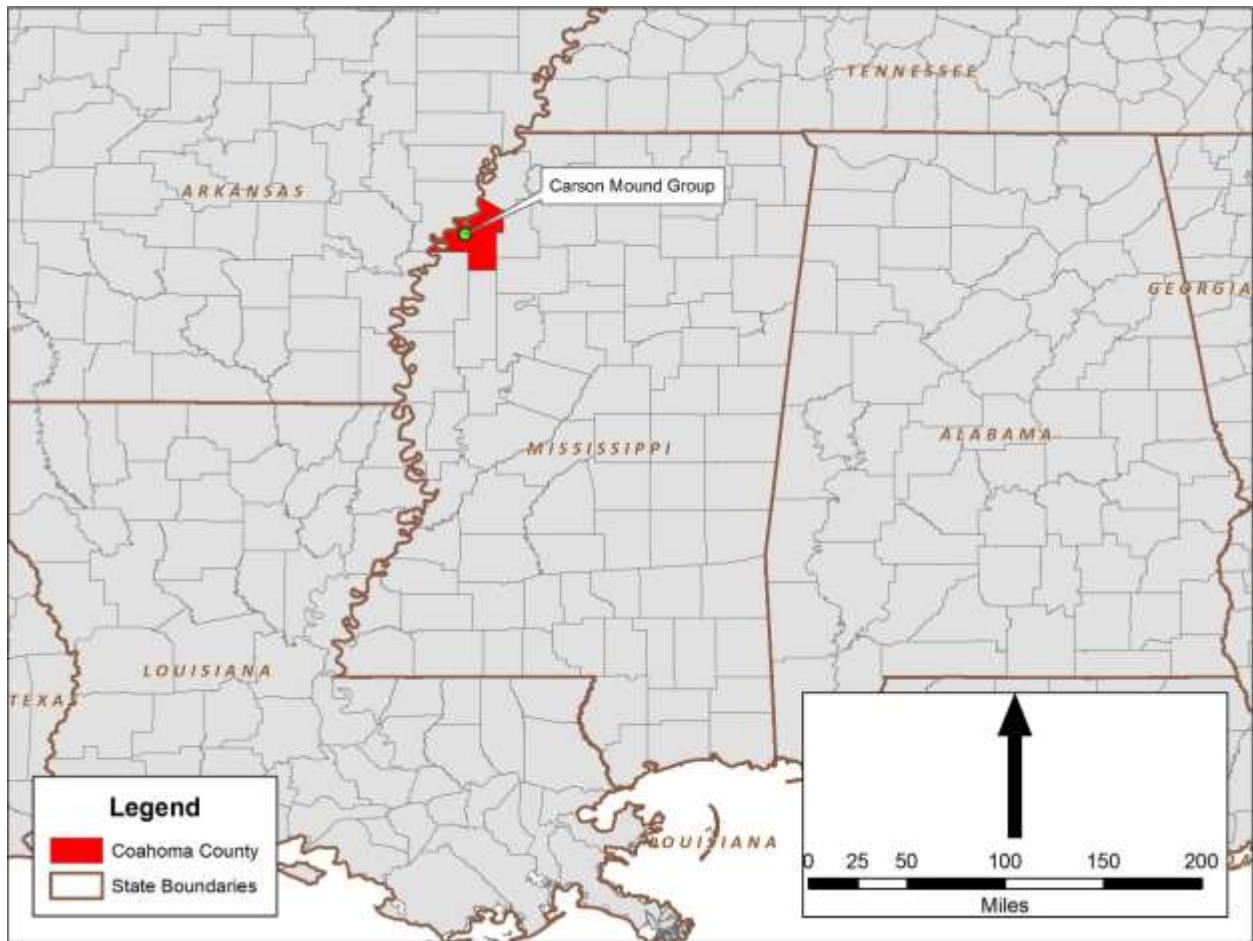 TENNESSEE
Carson Mound Group
ARKANSAS
GEORGIA
MISSISSIPPI
ALABAMA
LOUISIANA
TEXAS
Legend
Coahoma County
State Boundaries
LOUISIANA
0 25 50 100 150 200
Miles